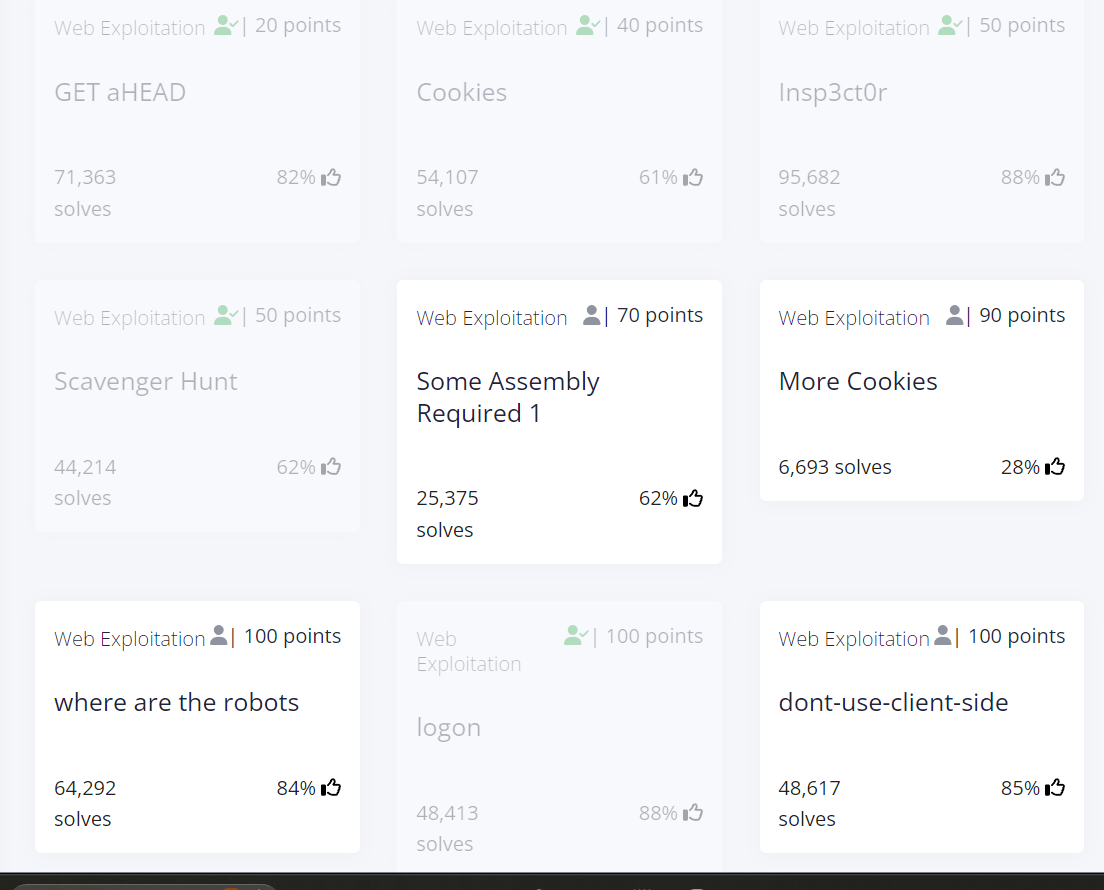 Web Exploitation | 20 points
GET aHEAD
71,363 82%
solves
Web Exploitation | 40 points
Cookies
54,107 61%
solves
Web Exploitation | 50 points
Insp3ct0r
95,682 88%
solves
Web Exploitation | 50 points
Scavenger Hunt
44,214 62%
solves
Web Exploitation | 70 points
Some Assembly
Required 1
25,375 62%
solves
Web Exploitation | 90 points
More Cookies
6,693 solves 28%
Web Exploitation | 100 points
where are the robots
64,292 84%
solves
Web | 100 points
Exploitation
logon
48,413 88%
solves
Web Exploitation | 100 points
dont-use-client-side
48,617 85%
solves